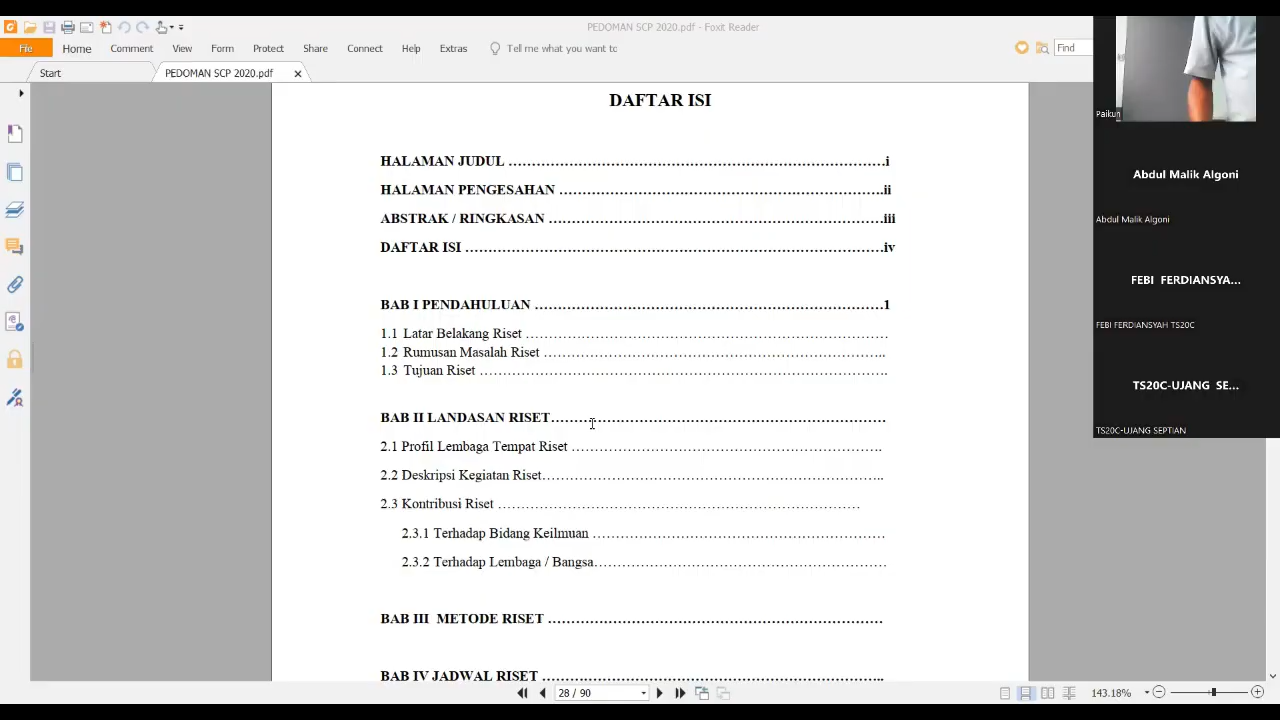 PEDOMAN SCP 2020.pdf - Foxit Reader
File Home Comment View Form Protect Share Connect Help Extras Tell me what you want to Find
Start PEDOMAN SCP 2020.pdf
DAFTAR ISI
HALAMAN JUDUL ………………………………………………………………………i
HALAMAN PENGESAHAN ……………………………………………………………..ii
ABSTRAK / RINGKASAN ………………………………………………………………iii
DAFTAR ISI ………………………………………………………………………………iv
BAB I PENDAHULUAN …………………………………………………………………1
1.1 Latar Belakang Riset ……………………………………………………………………
1.2 Rumusan Masalah Riset ………………………………………………………………..
1.3 Tujuan Riset …………………………………………………………………………….
BAB II LANDASAN RISET………………………………………………………………
2.1 Profil Lembaga Tempat Riset ………………………………………………………….
2.2 Deskripsi Kegiatan Riset………………………………………………………………..
2.3 Kontribusi Riset ……………………………………………………………………
2.3.1 Terhadap Bidang Keilmuan ………………………………………………………
2.3.2 Terhadap Lembaga / Bangsa………………………………………………………
BAB III METODE RISET ………………………………………………………………
BAB IV JADWAL RISET ………………………………………………………………..
28 / 90
143.18%
Paikun
Abdul Malik Algoni
Abdul Malik Algoni
FEBI FERDIANSYA...
FEBI FERDIANSYAH TS20C
TS20C-UJANG SE...
TS20C-UJANG SEPTIAN